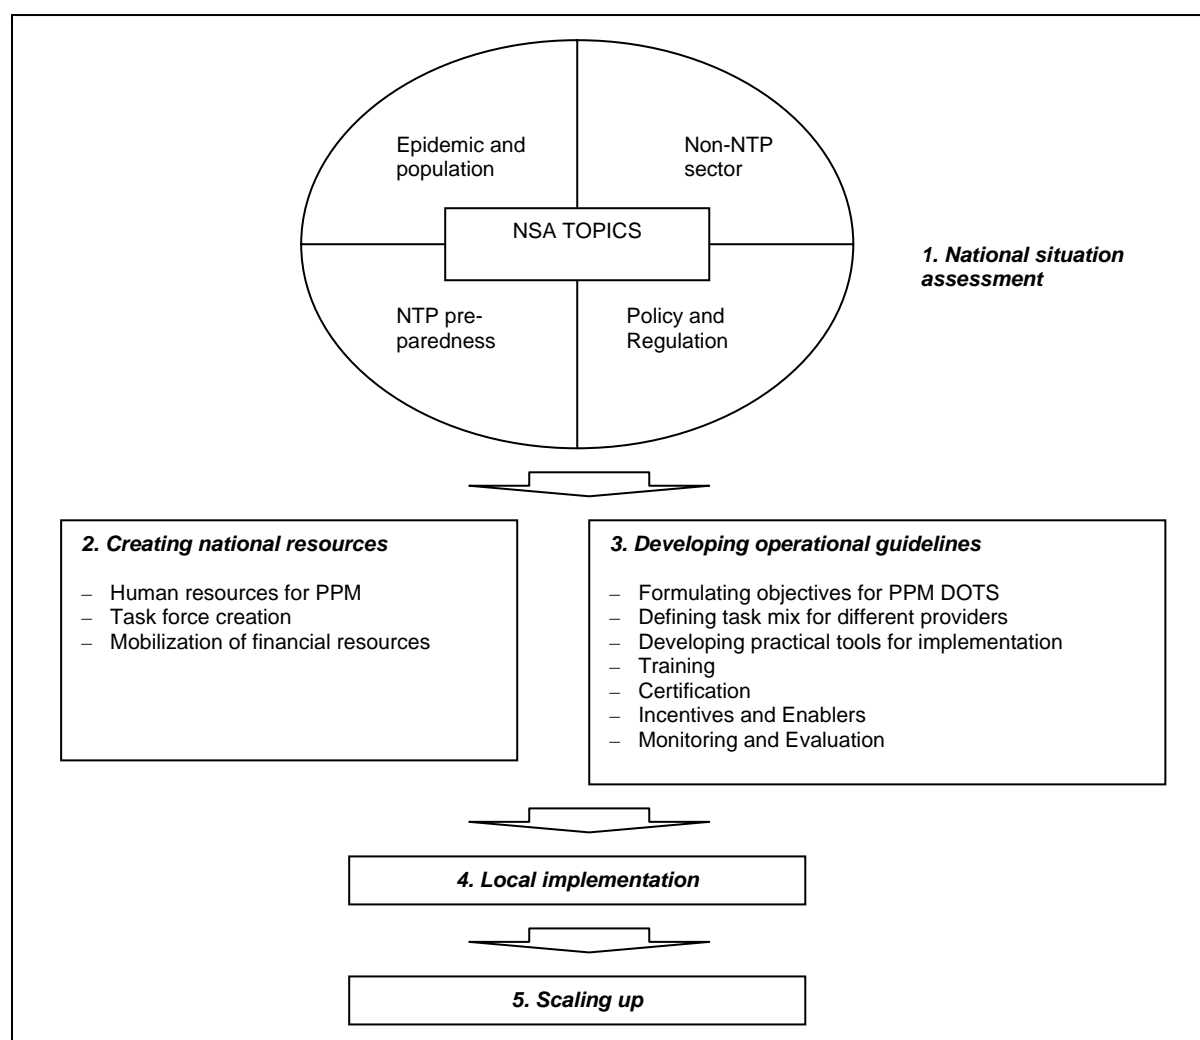 Epidemic and
population
Non-NTP
sector
NSA TOPICS
1. National situation
assessment
NTP pre-
paredness
Policy and
Regulation
2. Creating national resources
– Human resources for PPM
– Task force creation
– Mobilization of financial resources
3. Developing operational guidelines
– Formulating objectives for PPM DOTS
– Defining task mix for different providers
– Developing practical tools for implementation
– Training
– Certification
– Incentives and Enablers
– Monitoring and Evaluation
4. Local implementation
5. Scaling up